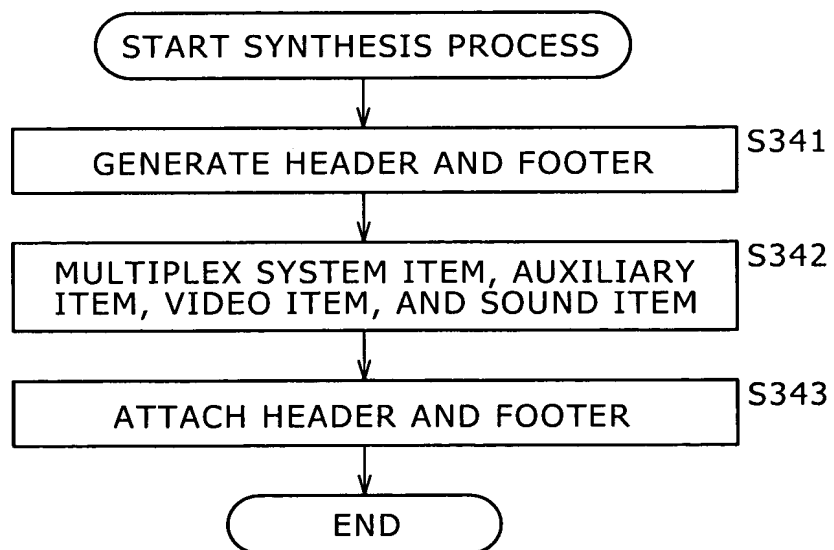 START SYNTHESIS PROCESS
S341
GENERATE HEADER AND FOOTER
S342
MULTIPLEX SYSTEM ITEM, AUXILIARY
ITEM, VIDEO ITEM, AND SOUND ITEM
S343
ATTACH HEADER AND FOOTER
END